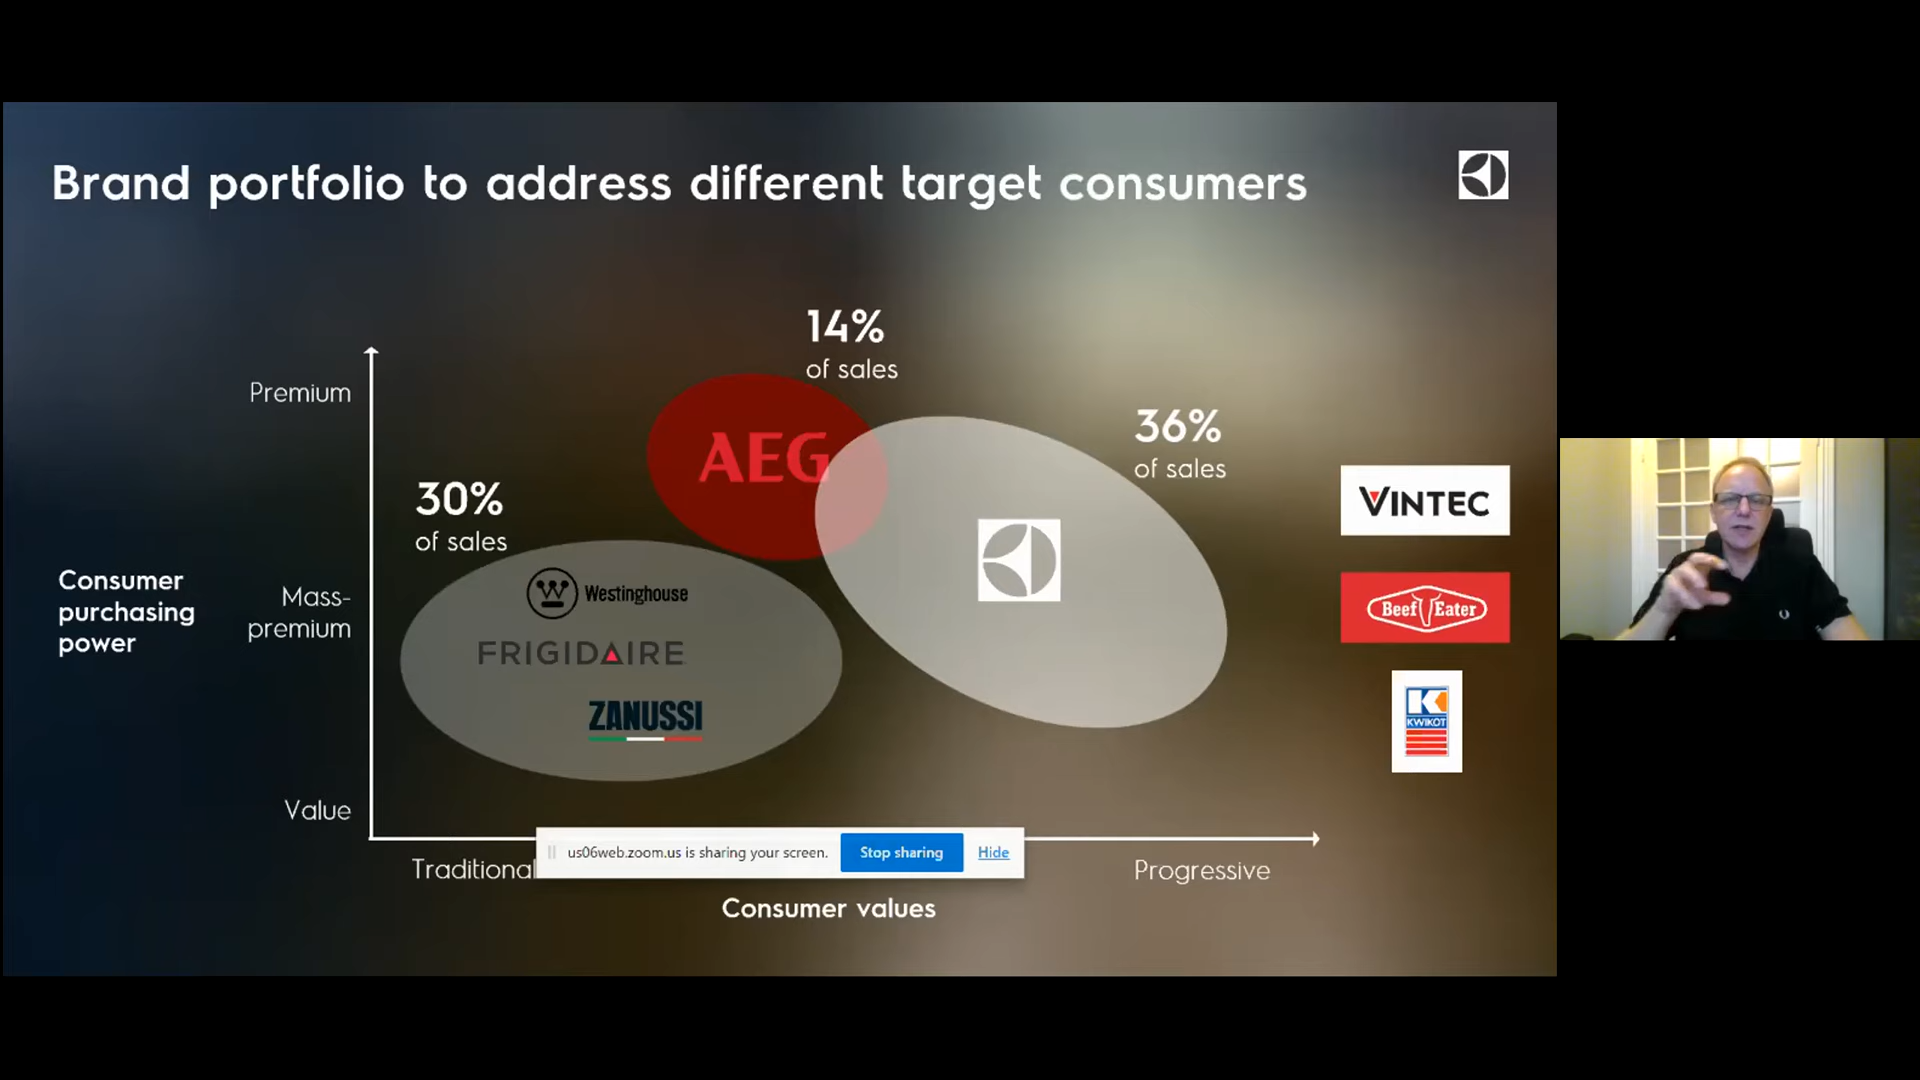 Brand portfolio to address different target consumers
14%
of sales
Premium
36%
of sales
AEG
30%
of sales
VINTEC
Consumer
purchasing
power
Mass-
premium
Westinghouse
FRIGIDAIRE
ZANUSSI
BeefEater
K
KWIKOT
Value
us06web.zoom.us is sharing your screen.
Stop sharing
Hide
Traditional
Progressive
Consumer values